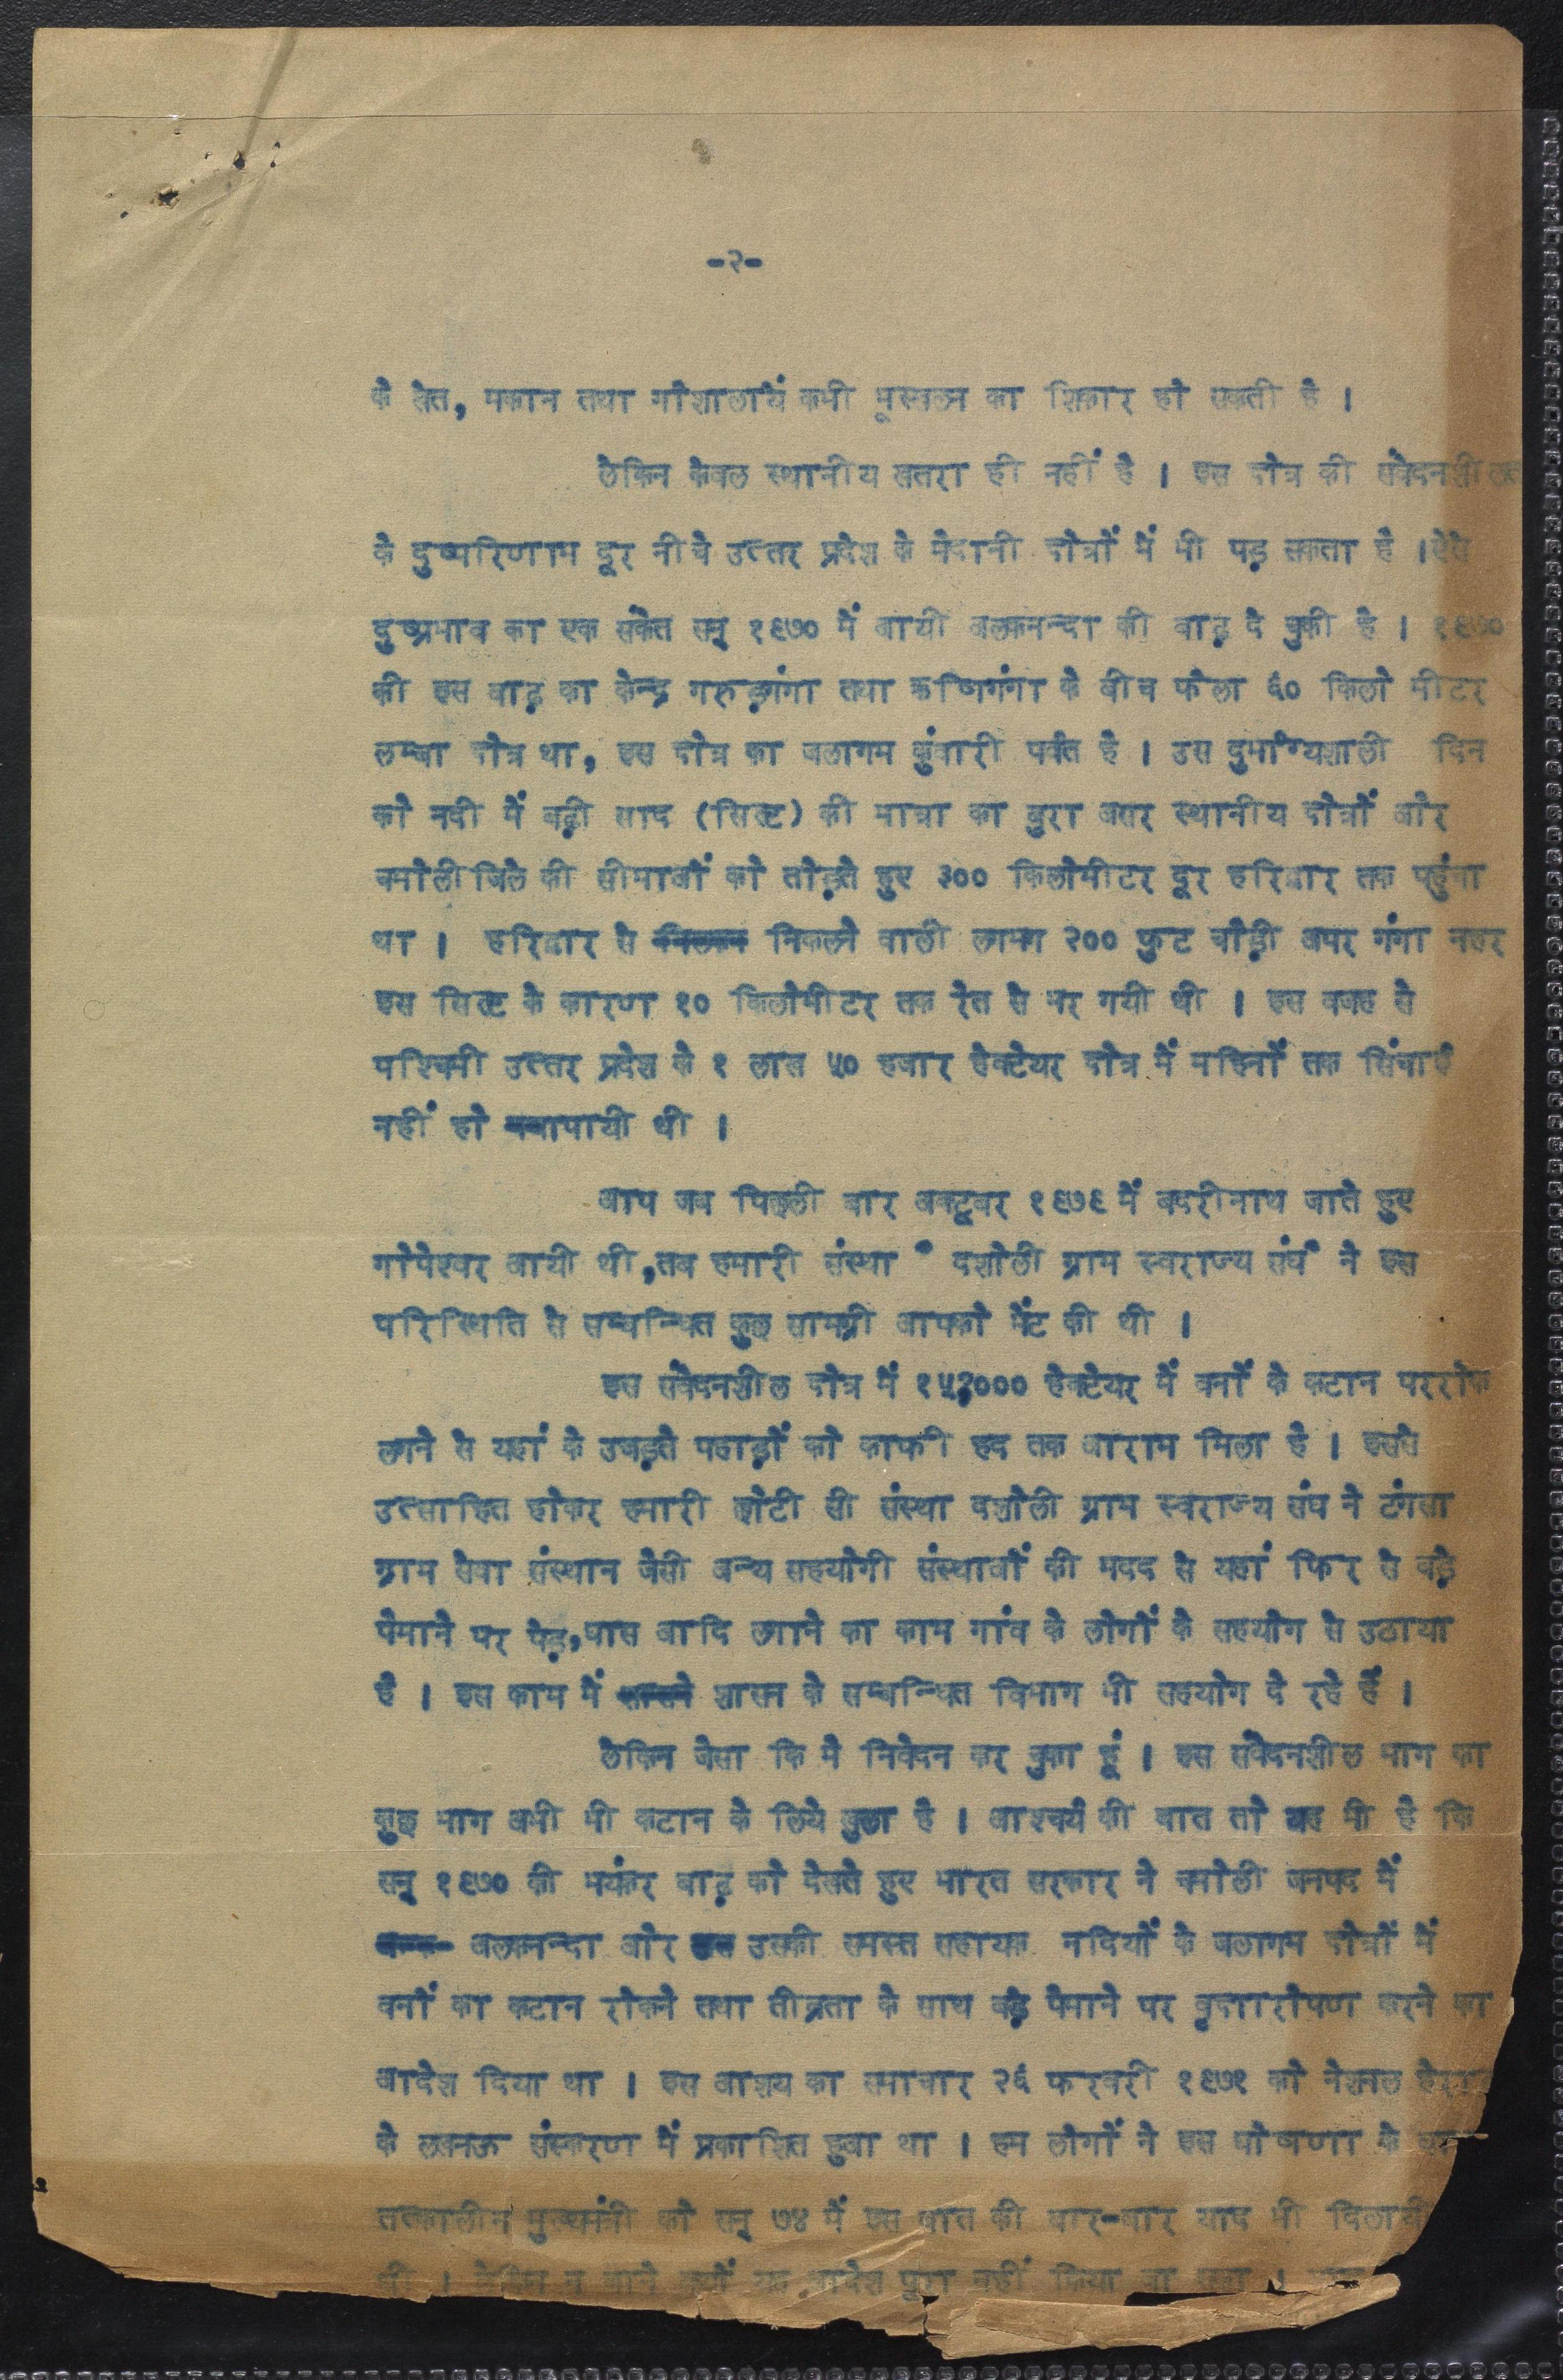 -२-
के खेत, मकान तथा गोशालायें कभी भूस्खलन का शिकार हो सकती है ।
लेकिन केवल स्थानीय खतरा ही नहीं है । इस क्षेत्र की संवेदनशीलता
के दुष्परिणाम दूर नीचे उत्तर प्रदेश के मैदानी क्षेत्रों में भी पड़ सकता है ।ऐसे
दुष्प्रभाव का एक संकेत सन् १९७० में आयी अलकनन्दा की बाढ़ दे चुकी है । १९७०
की इस बाढ़ का केन्द्र गरुड़गंगा तथा ऋषिगंगा के बीच फैला ६० किलो मीटर
लम्बा क्षेत्र था, इस क्षेत्र का जलागम कुंवारी पर्वत है । उस दुर्भाग्यशाली दिन
को नदी में बढ़ी साद (सिल्ट) की मात्रा का बुरा असर स्थानीय क्षेत्रों और
चमोली जिले की सीमाओं को तोड़ते हुए ३०० किलोमीटर दूर हरिद्वार तक पहुंचा
था । हरिद्वार से निकलने वाली लगभग २०० फुट चौड़ी अपर गंगा नहर
इस सिल्ट के कारण १० किलोमीटर तक रेत से भर गयी थी । इस वजह से
पश्चिमी उत्तर प्रदेश के १ लाख ५० हजार हैक्टेयर क्षेत्र में महिनों तक सिंचाई
नहीं हो पायी थी ।
आप जब पिछली बार अक्टूबर १९७९ में बदरीनाथ जाते हुए
गोपेश्वर आयी थी,तब हमारी संस्था " दशोली ग्राम स्वराज्य संघ" ने इस
परिस्थिति से सम्बन्धित कुछ सामग्री आपको भेंट की थी ।
इस संवेदनशील क्षेत्र में १५?००० हैक्टेयर में वनों के कटान पररोक
लगने से यहां के उजड़ते पहाड़ों को काफी हद तक आराम मिला है । इससे
उत्साहित होकर हमारी छोटी सी संस्था दशोली ग्राम स्वराज्य संघ ने टंगसा
ग्राम सेवा संस्थान जैसी अन्य सहयोगी संस्थाओं की मदद से यहां फिर से बड़े
पैमाने पर पेड़,घास आदि लगाने का काम गांव के लोगों के सहयोग से उठाया
है । इस काम में शासन के सम्बन्धित विभाग भी सहयोग दे रहे हैं ।
लेकिन जैसा कि मै निवेदन कर चुका हूं । इस संवेदनशील भाग का
कुछ भाग अभी भी कटान के लिये खुला है । आश्चर्य की बात तो यह भी है कि
सन् १९७० की भयंकर बाढ़ को देखते हुए भारत सरकार ने चमोली जनपद में
अलकनन्दा और उसकी समस्त सहायक नदियों के जलागम क्षेत्रों में
वनों का कटान रोकने तथा तीव्रता के साथ बड़े पैमाने पर वृक्षारोपण करने का
आदेश दिया था । इस आशय का समाचार २६ फरवरी १९७१ को नेशनल
के लखनऊ संस्करण में प्रकाशित हुआ था । हम लोगों ने इस घोषणा के
तत्कालीन मुख्यमंत्री को सन् ७४ में इस बात की बार-बार याद भी दिलायी
थी । लेकिन न जाने क्यों यह आदेश पूरा नहीं किया जा सका ।